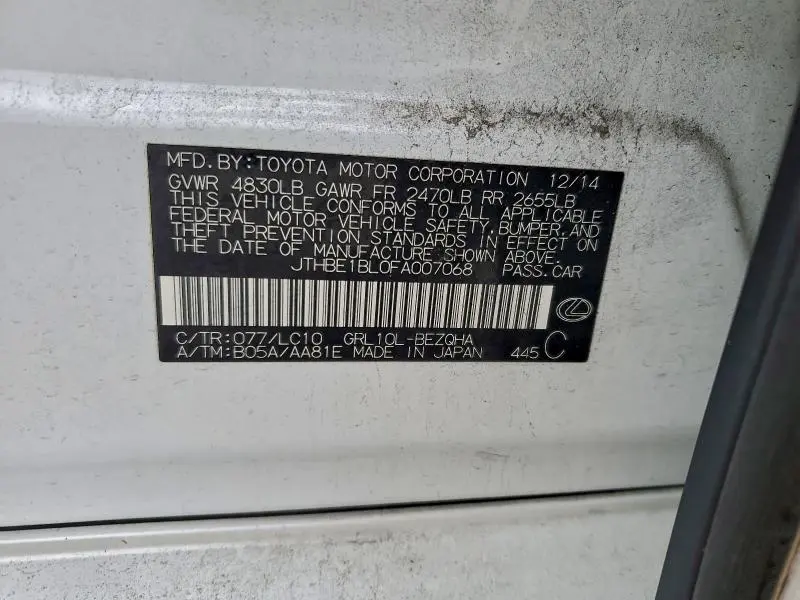 MFD.BY:TOYOTA MOTOR CORPORATION 12/14
GVWR 4830LB GAWR FR 2470LB RR 2655LB
THIS VEHICLE CONFORMS TO ALL APPLICABLE
FEDERAL MOTOR VEHICLE SAFETY,BUMPER,AND
THEFT PREVENTION STANDARDS IN EFFECT ON
THE DATE OF MANUFACTURE SHOWN ABOVE.
JTHBE1BL0FA007068 PASS.CAR
C/TR:077/LC10 GRL10L-BEZQHA
A/TM:B05A/AA81E MADE IN JAPAN 445 C